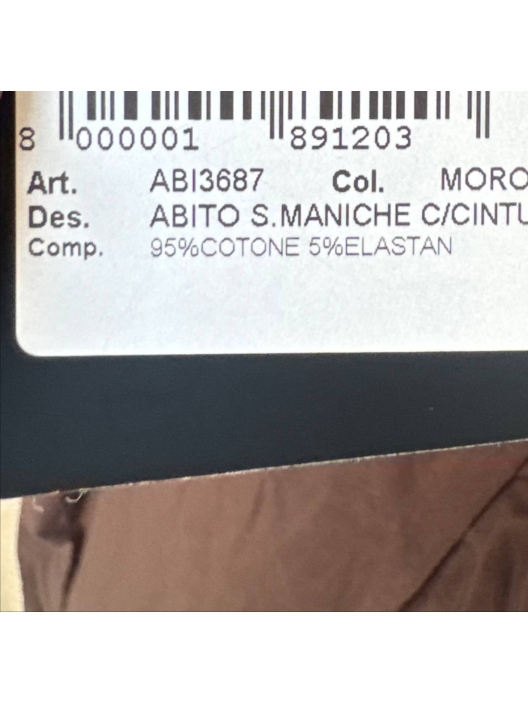 8 000001 891203
Art. ABI3687 Col. MORO
Des. ABITO S.MANICHE C/CINTU
Comp. 95%COTONE 5%ELASTAN